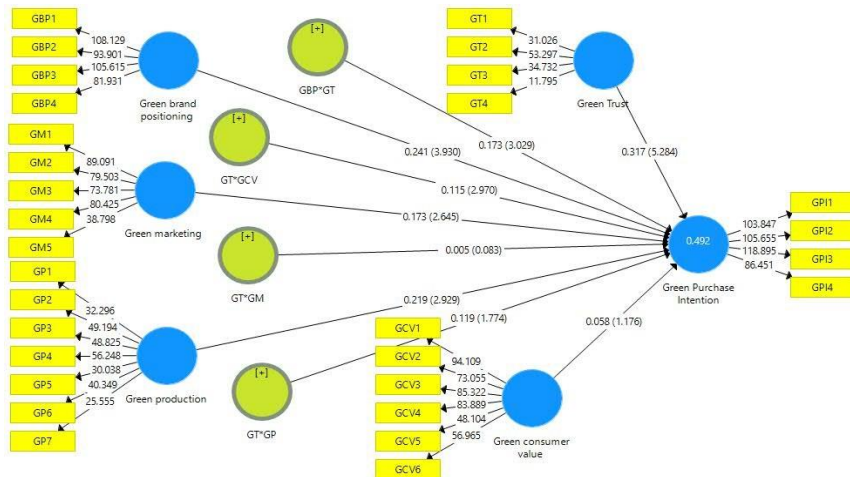 GBP1
GBP2
GBP3
GBP4
108.129
93.901
105.615
81.931
Green brand
positioning
[+]
GBP*GT
GT1
GT2
GT3
GT4
31.026
53.297
34.732
11.795
Green Trust
GM1
GM2
GM3
GM4
GM5
89.091
79.503
73.781
80.425
38.798
Green marketing
[+]
GT*GCV
0.241 (3.930)
0.173 (3.029)
0.317 (5.284)
0.115 (2.970)
0.173 (2.645)
[+]
GT*GM
0.005 (0.083)
0.492
Green Purchase
Intention
103.847
105.655
118.895
86.451
GPI1
GPI2
GPI3
GPI4
GP1
GP2
GP3
GP4
GP5
GP6
GP7
32.296
49.194
48.825
56.248
30.038
40.349
25.555
Green production
0.219 (2.929)
0.119 (1.774)
0.058 (1.176)
[+]
GT*GP
GCV1
GCV2
GCV3
GCV4
GCV5
GCV6
94.109
73.055
85.322
83.889
48.104
56.965
Green consumer
value